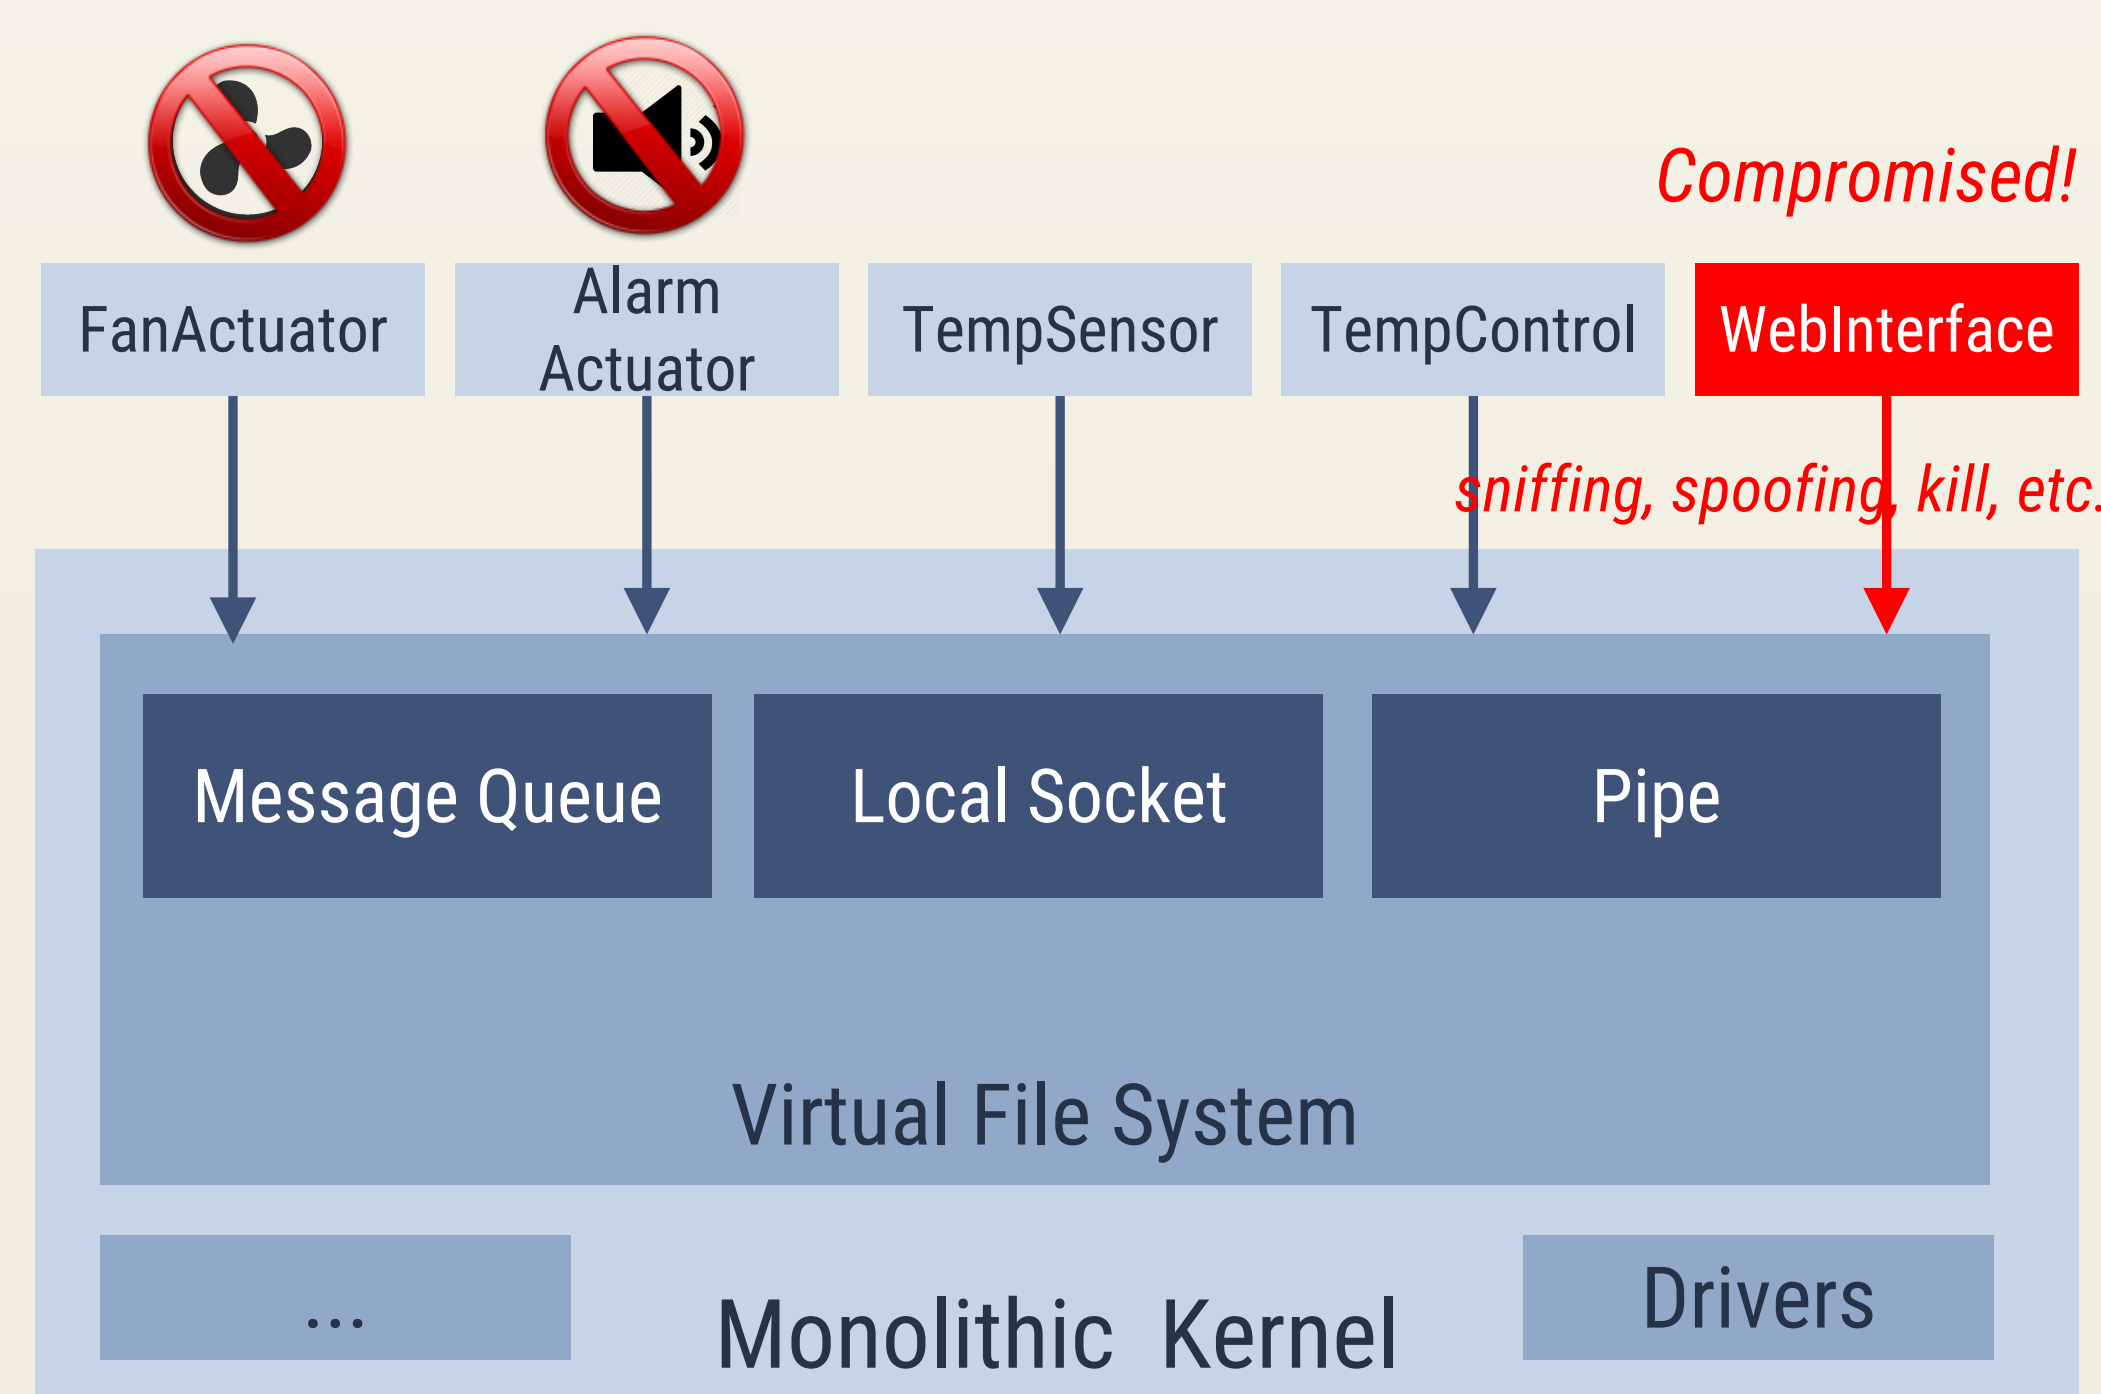 Compromised!
FanActuator
Alarm
Actuator
TempSensor
TempControl
WebInterface
sniffing, spoofing, kill, etc.
Message Queue
Local Socket
Pipe
Virtual File System
...
Monolithic Kernel
Drivers